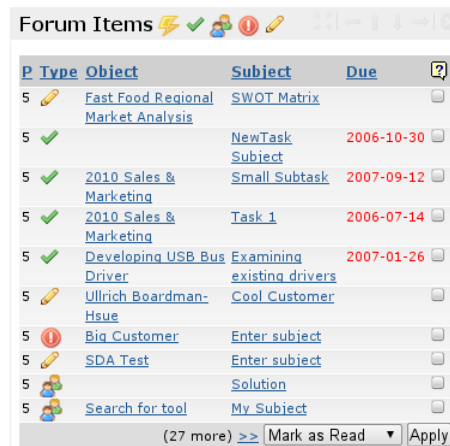 Forum Items
P Type Object Subject Due
5 Fast Food Regional SWOT Matrix
Market Analysis
5 NewTask 2006-10-30
Subject
5 2010 Sales & Small Subtask 2007-09-12
Marketing
5 2010 Sales & Task 1 2006-07-14
Marketing
5 Developing USB Bus Examining 2007-01-26
Driver existing drivers
5 Ullrich Boardman- Cool Customer
Hsue
5 Big Customer Enter subject
5 SDA Test Enter subject
5 Solution
5 Search for tool My Subject
(27 more) >> Mark as Read Apply